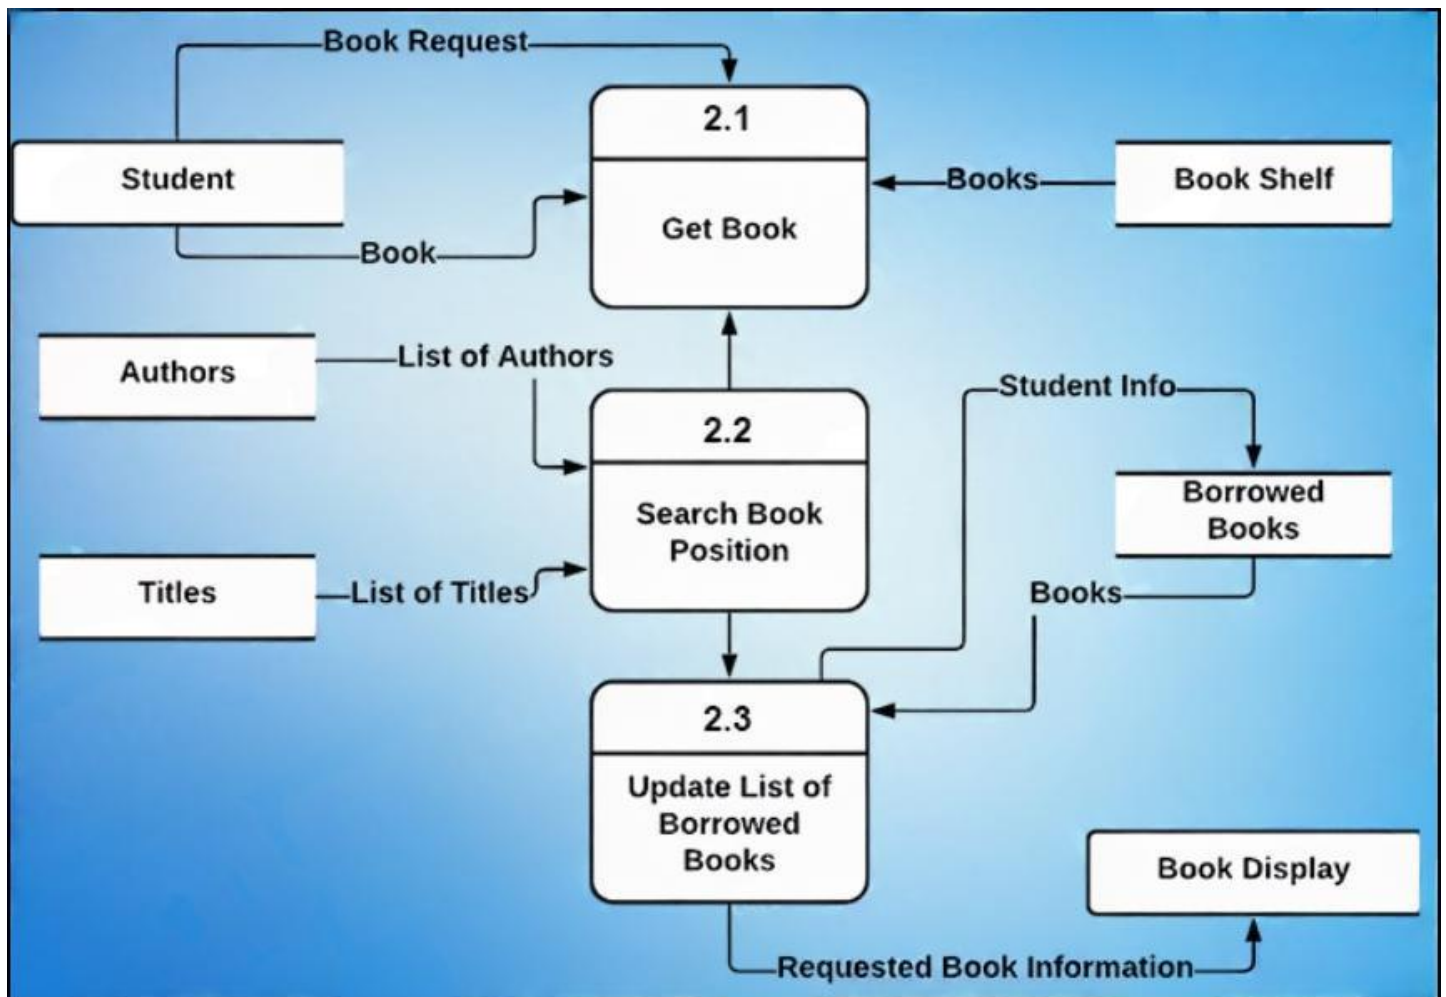 Book Request
2.1
Student
Books
Book Shelf
Get Book
Book
List of Authors
Authors
Student Info
2.2
Borrowed
Books
Search Book
Position
Titles
List of Titles
Books
2.3
Update List of
Borrowed
Books
Book Display
Requested Book Information